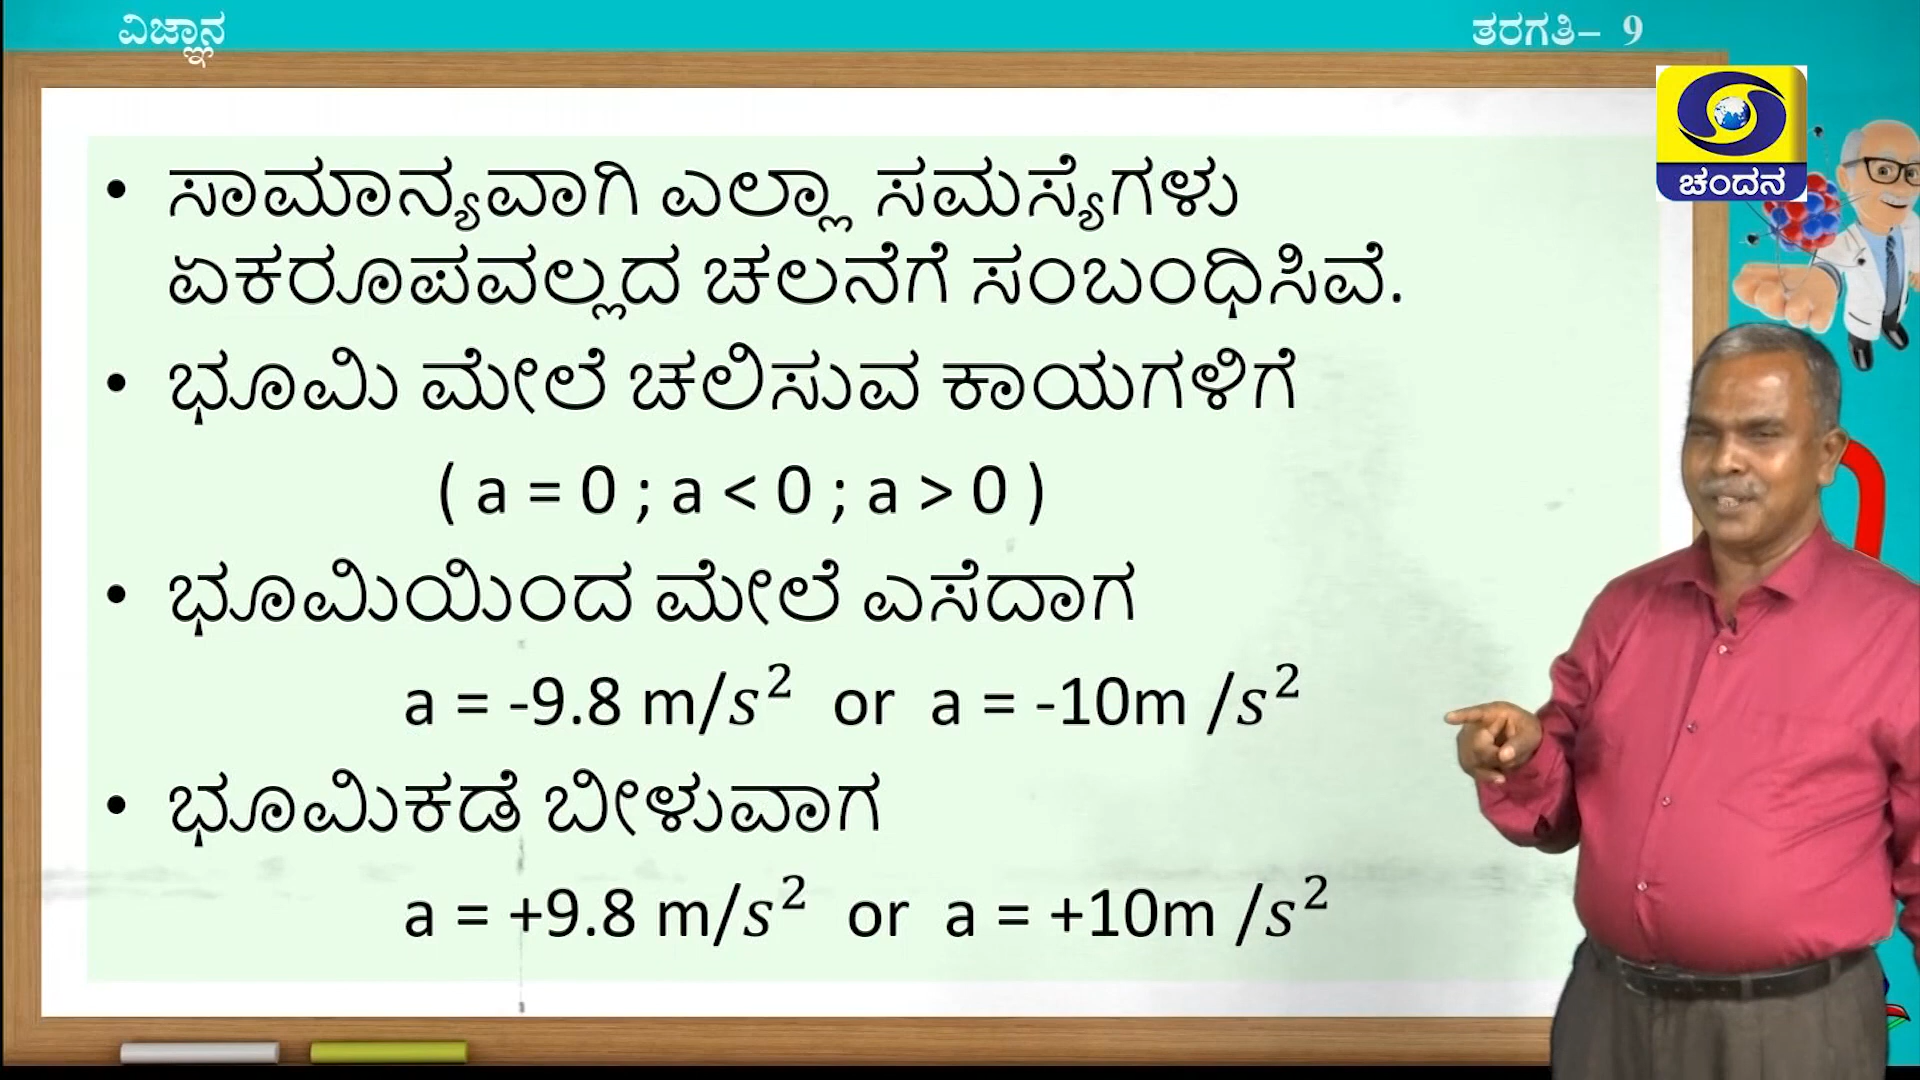 ವಿಜ್ಞಾನ
ತರಗತಿ– 9
ಚಂದನ
• ಸಾಮಾನ್ಯವಾಗಿ ಎಲ್ಲಾ ಸಮಸ್ಯೆಗಳು
ಏಕರೂಪವಲ್ಲದ ಚಲನೆಗೆ ಸಂಬಂಧಿಸಿವೆ.
• ಭೂಮಿ ಮೇಲೆ ಚಲಿಸುವ ಕಾಯಗಳಿಗೆ
( a = 0 ; a < 0 ; a > 0 )
• ಭೂಮಿಯಿಂದ ಮೇಲೆ ಎಸೆದಾಗ
a = -9.8 m/s² or a = -10m /s²
• ಭೂಮಿಕಡೆ ಬೀಳುವಾಗ
a = +9.8 m/s² or a = +10m /s²